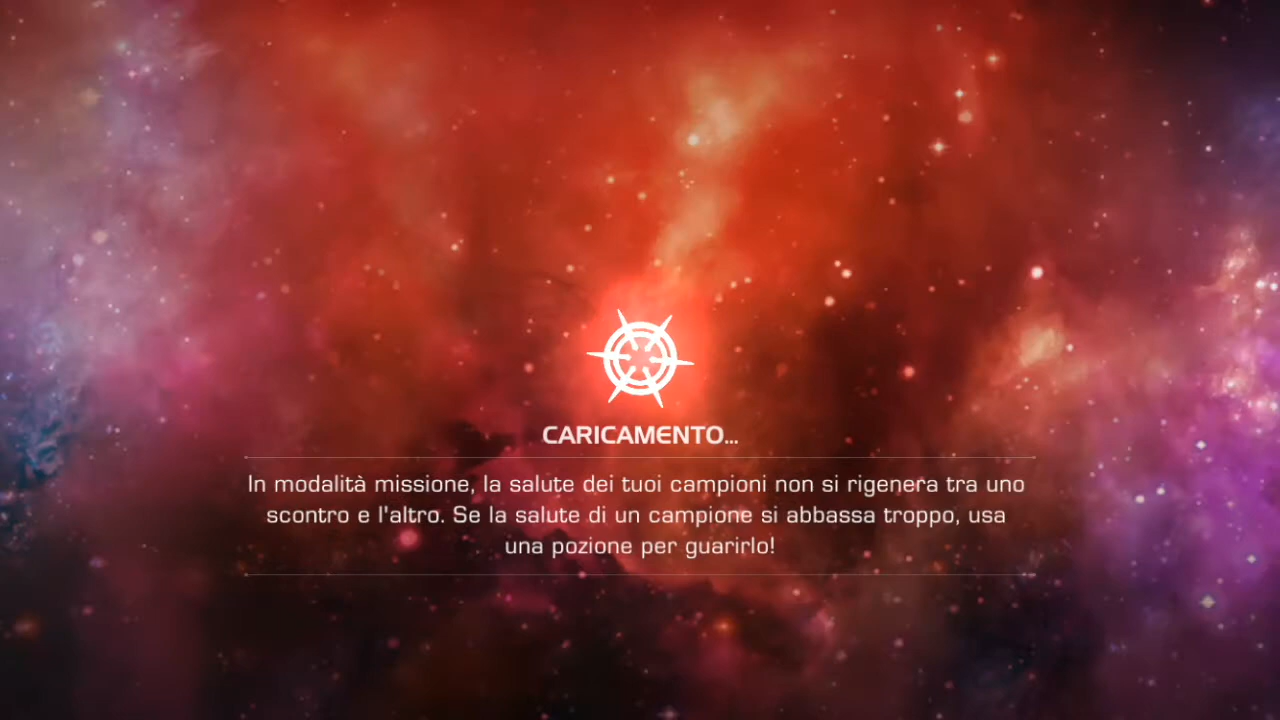 CARICAMENTO...
In modalità missione, la salute dei tuoi campioni non si rigenera tra uno
scontro e l'altro. Se la salute di un campione si abbassa troppo, usa
una pozione per guarirlo!